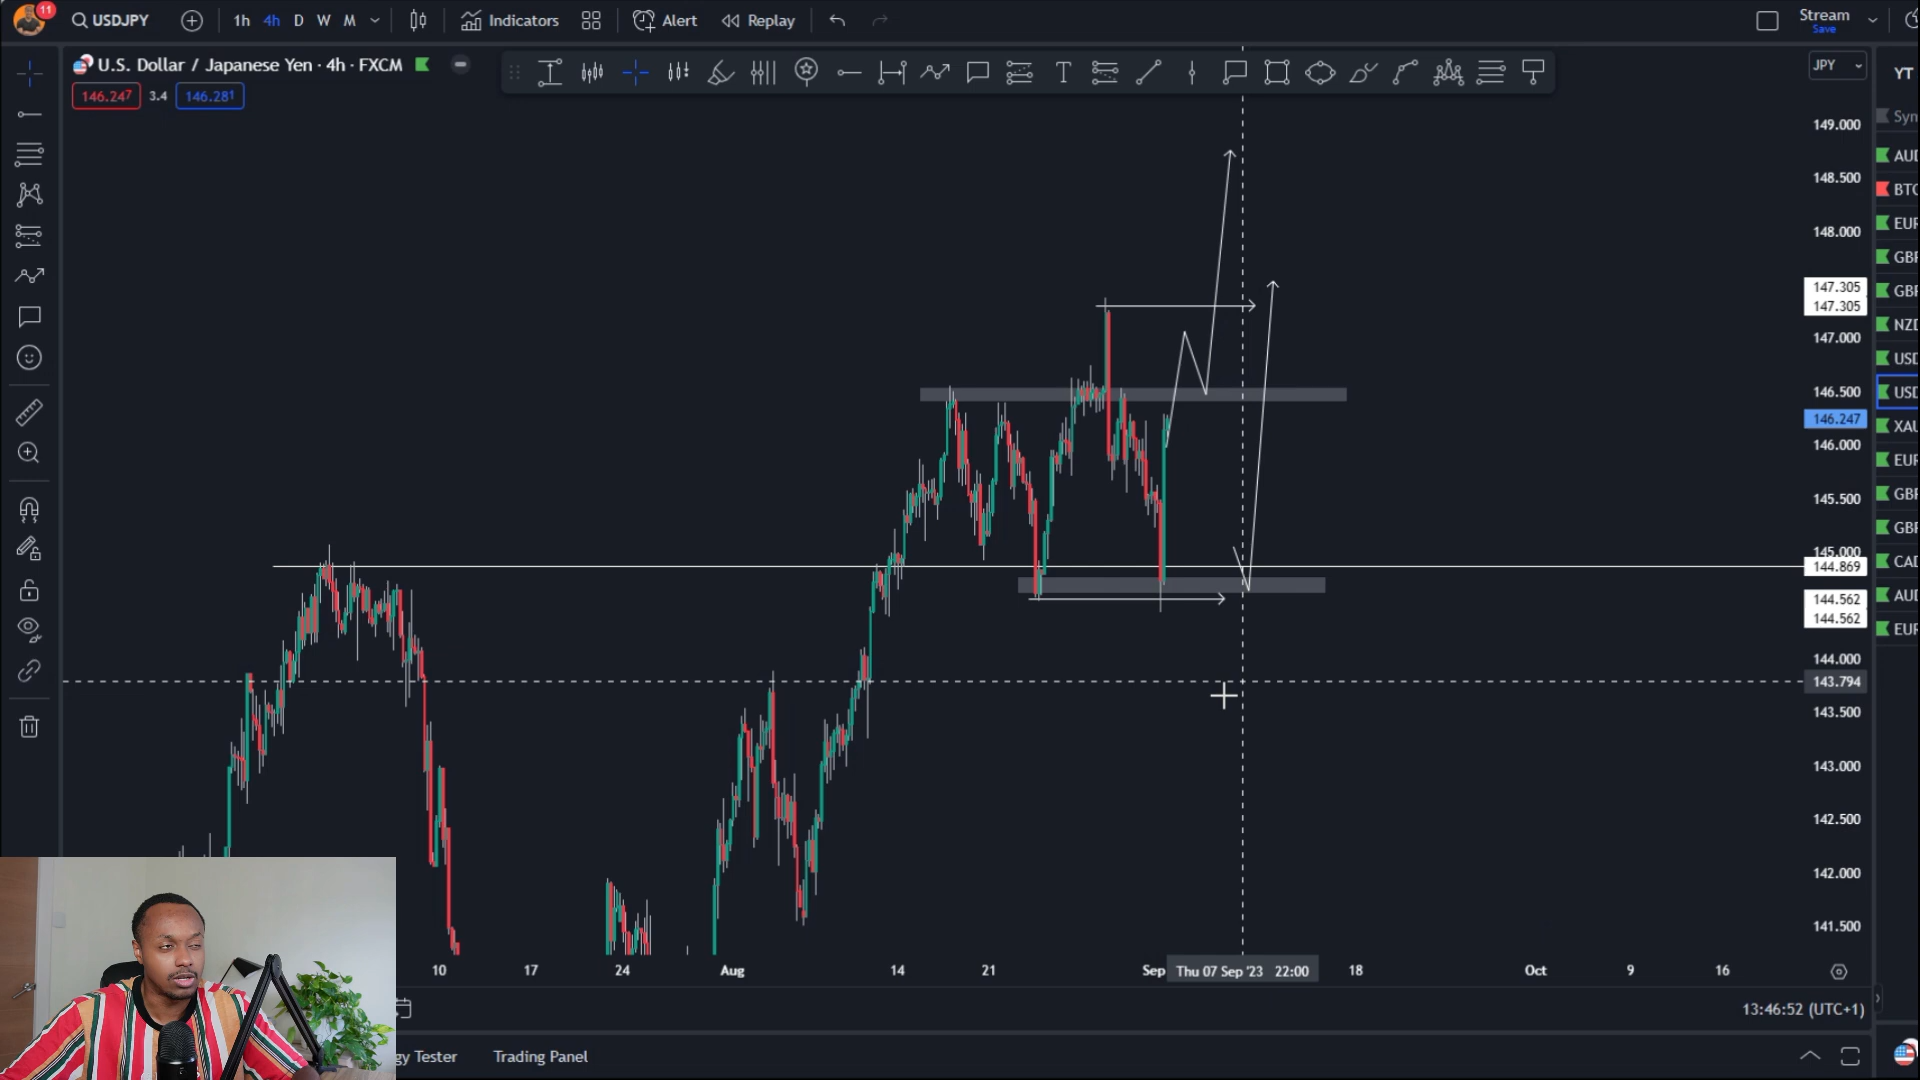 11
USDJPY
1h 4h D W M
Indicators
Alert
Replay
Stream
Save
U.S. Dollar / Japanese Yen · 4h · FXCM
146.247 3.4 146.281
JPY
YT
149.000
148.500
148.000
147.305
147.305
147.000
146.500
146.247
146.000
145.500
145.000
144.869
144.562
144.562
144.000
143.794
143.500
143.000
142.500
142.000
141.500
Syn
AUD
BTC
EUR
GBP
GBP
NZD
USD
USD
XAU
EUR
GBP
GBP
CAD
AUD
EUR
10 17 24 Aug 14 21 Sep Thu 07 Sep '23 22:00 18 Oct 9 16
13:46:52 (UTC+1)
gy Tester
Trading Panel